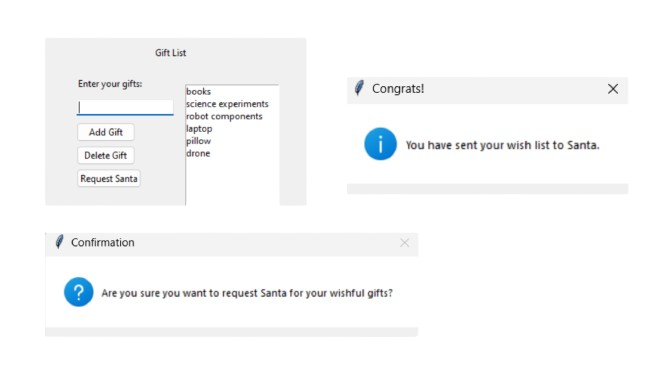 Gift List
Enter your gifts:
Add Gift
Delete Gift
Request Santa
books
science experiments
robot components
laptop
pillow
drone
Congrats!
You have sent your wish list to Santa.
Confirmation
Are you sure you want to request Santa for your wishful gifts?